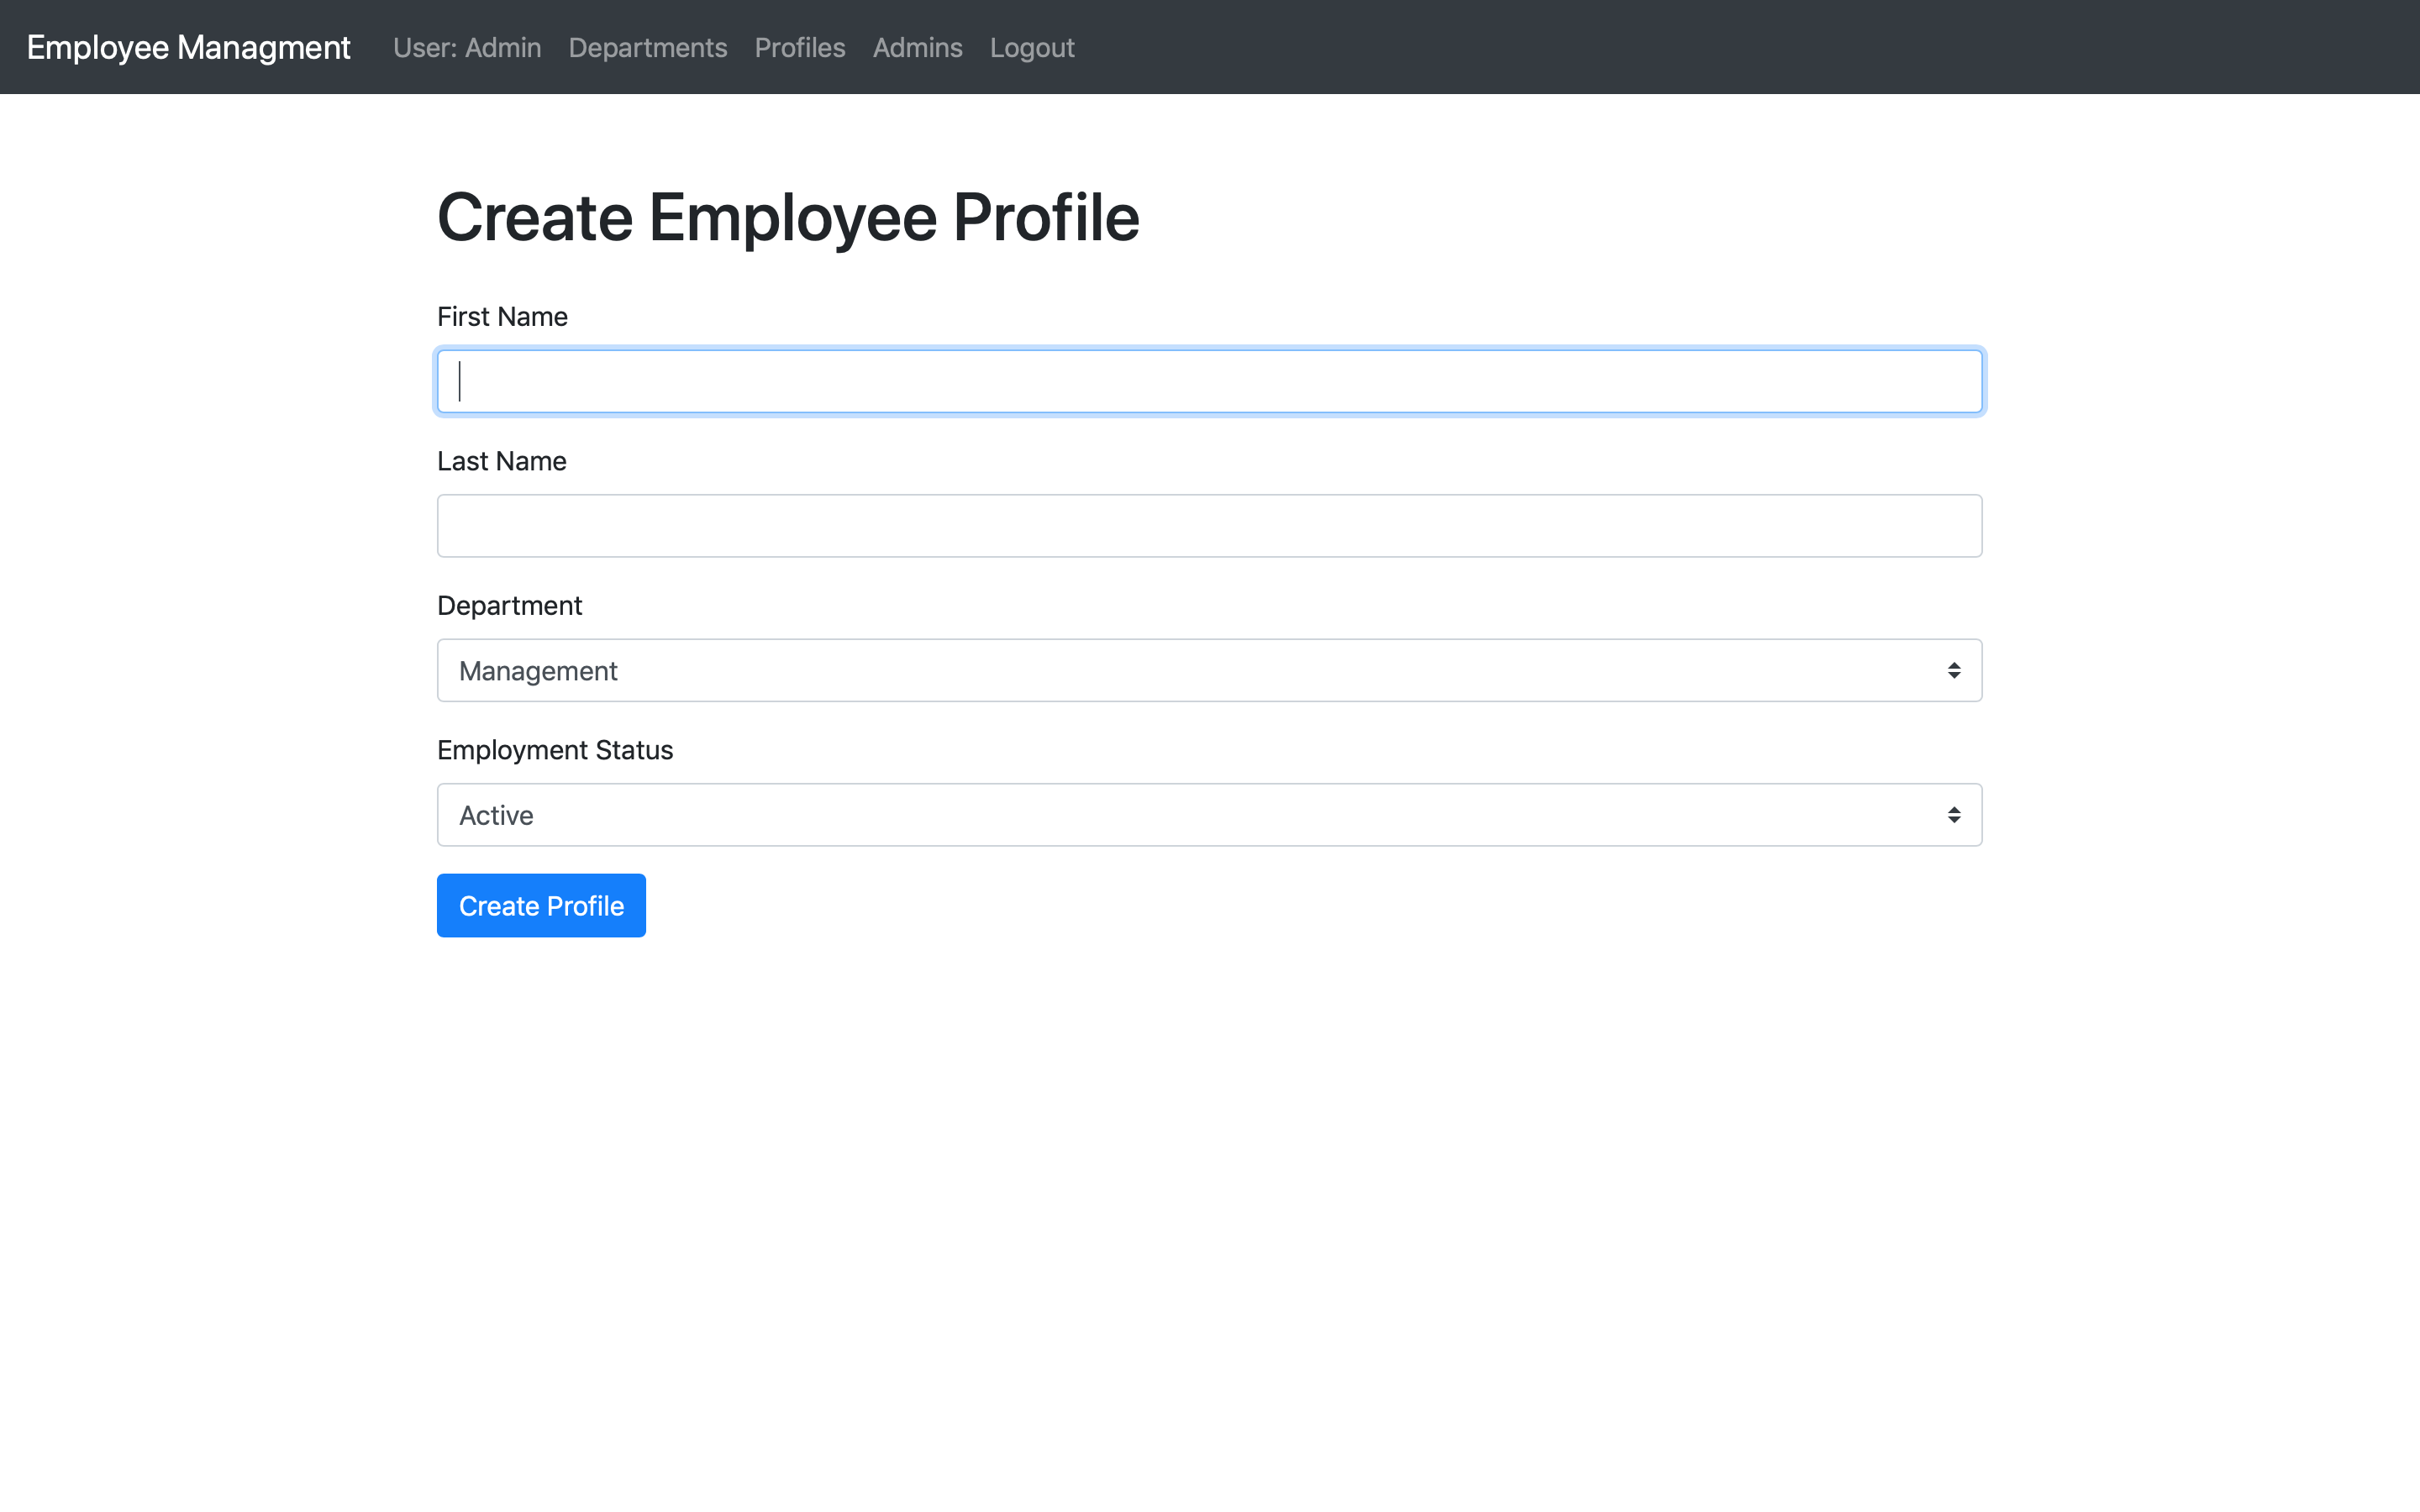 Employee Managment User: Admin Departments Profiles Admins Logout
Create Employee Profile
First Name
Last Name
Department
Management
Employment Status
Active
Create Profile